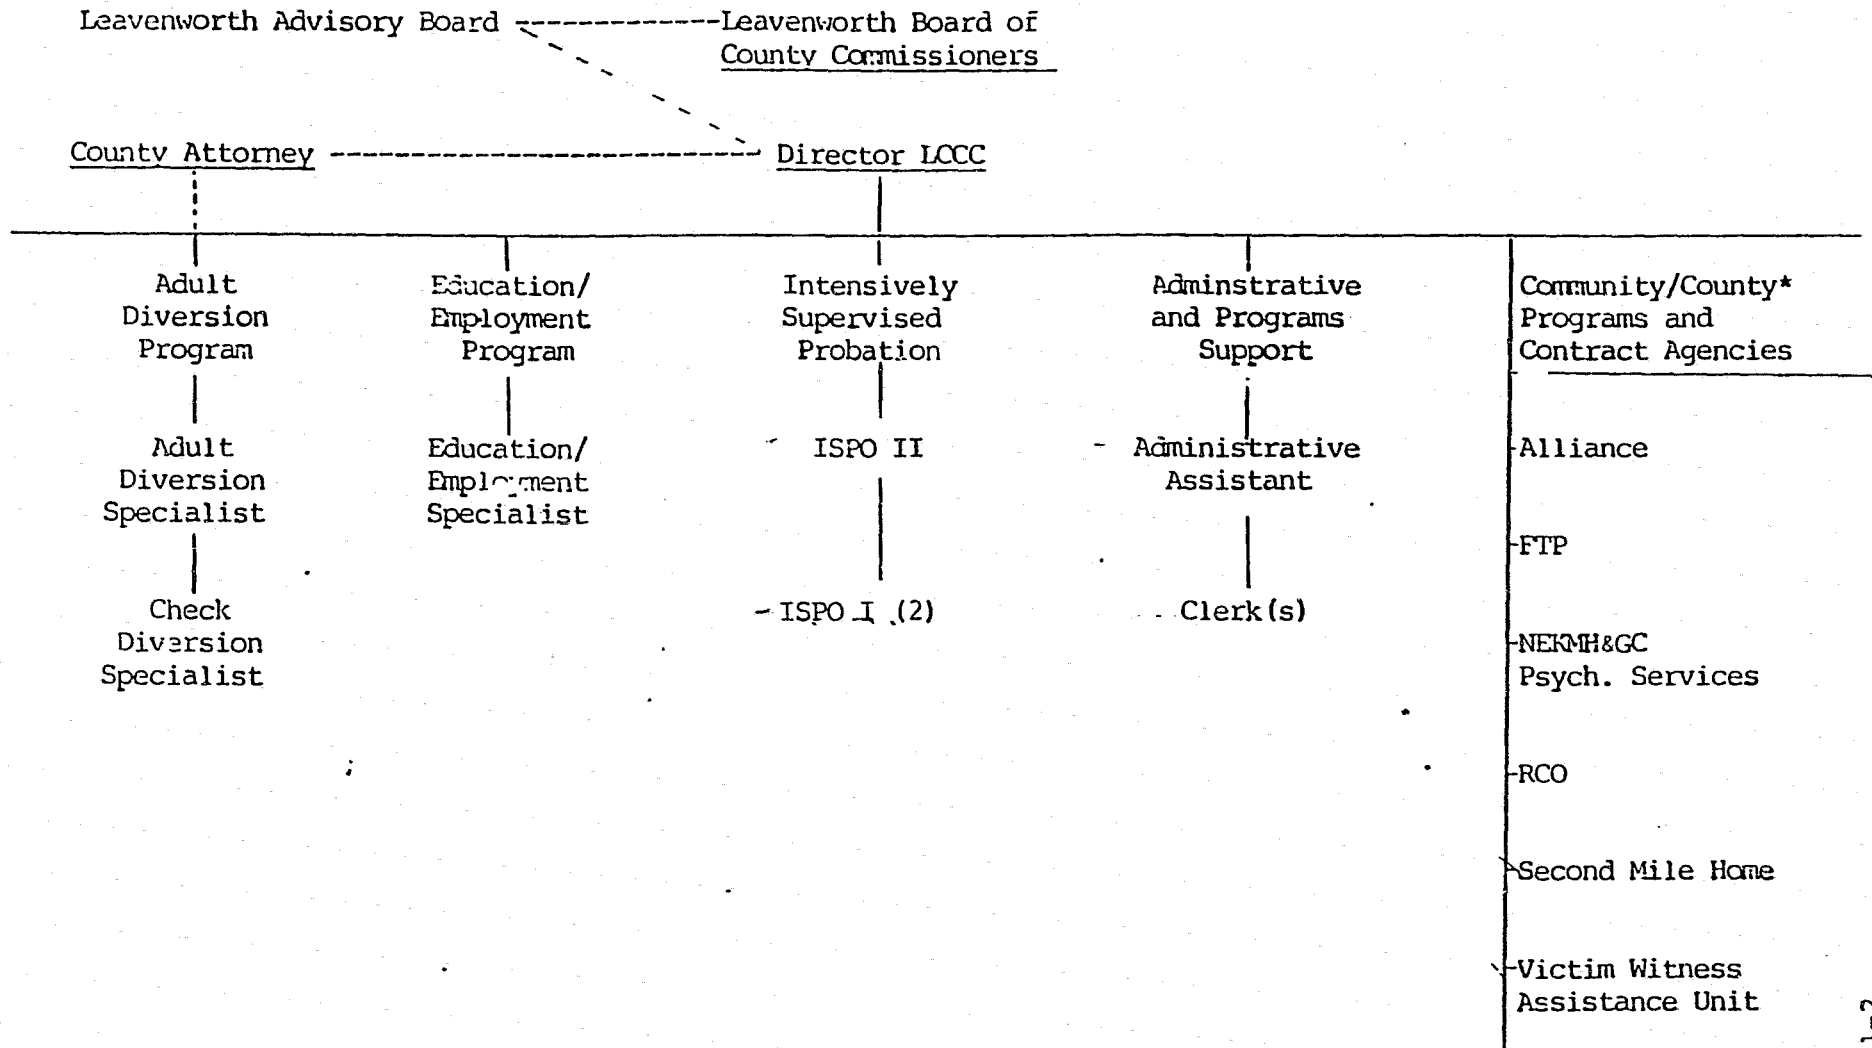 Leavenworth Advisory Board
Leavenworth Board of
County Commissioners
County Attorney
Director LCCC
Adult
Diversion
Program
Education/
Employment
Program
Intensively
Supervised
Probation
Adminstrative
and Programs
Support
Community/County*
Programs and
Contract Agencies
Adult
Diversion
Specialist
Education/
Employment
Specialist
ISPO II
Administrative
Assistant
Alliance
FTP
Check
Diversion
Specialist
ISPO I (2)
Clerk(s)
NEKMH&GC
Psych. Services
RCO
Second Mile Home
Victim Witness
Assistance Unit